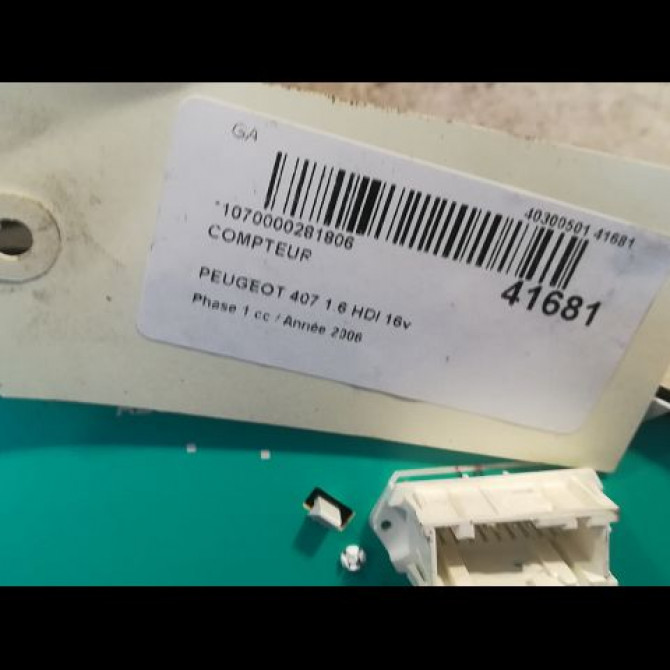 GA
40300501 41681
*1070000281806
41681
COMPTEUR
PEUGEOT 407 1.6 HDI 16v
Phase 1 cc / Année 2006